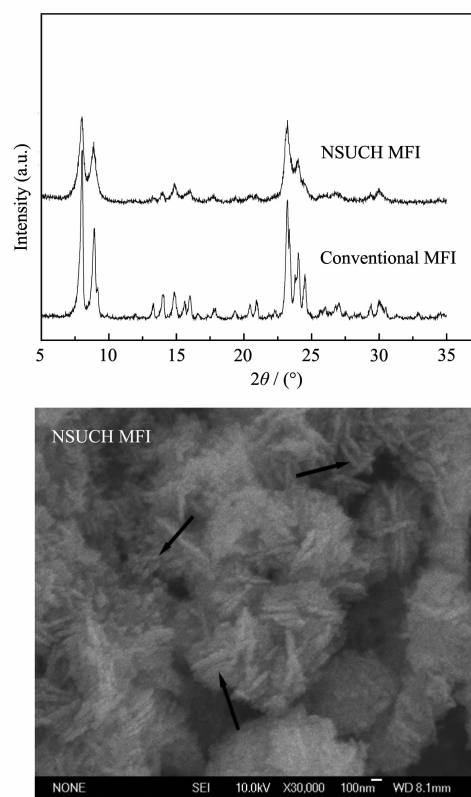 Intensity (a.u.)
NSUCH MFI
Conventional MFI
5 10 15 20 25 30 35
2θ / (°)
NSUCH MFI
NONE SEI 10.0kV X30,000 100nm WD 8.1mm